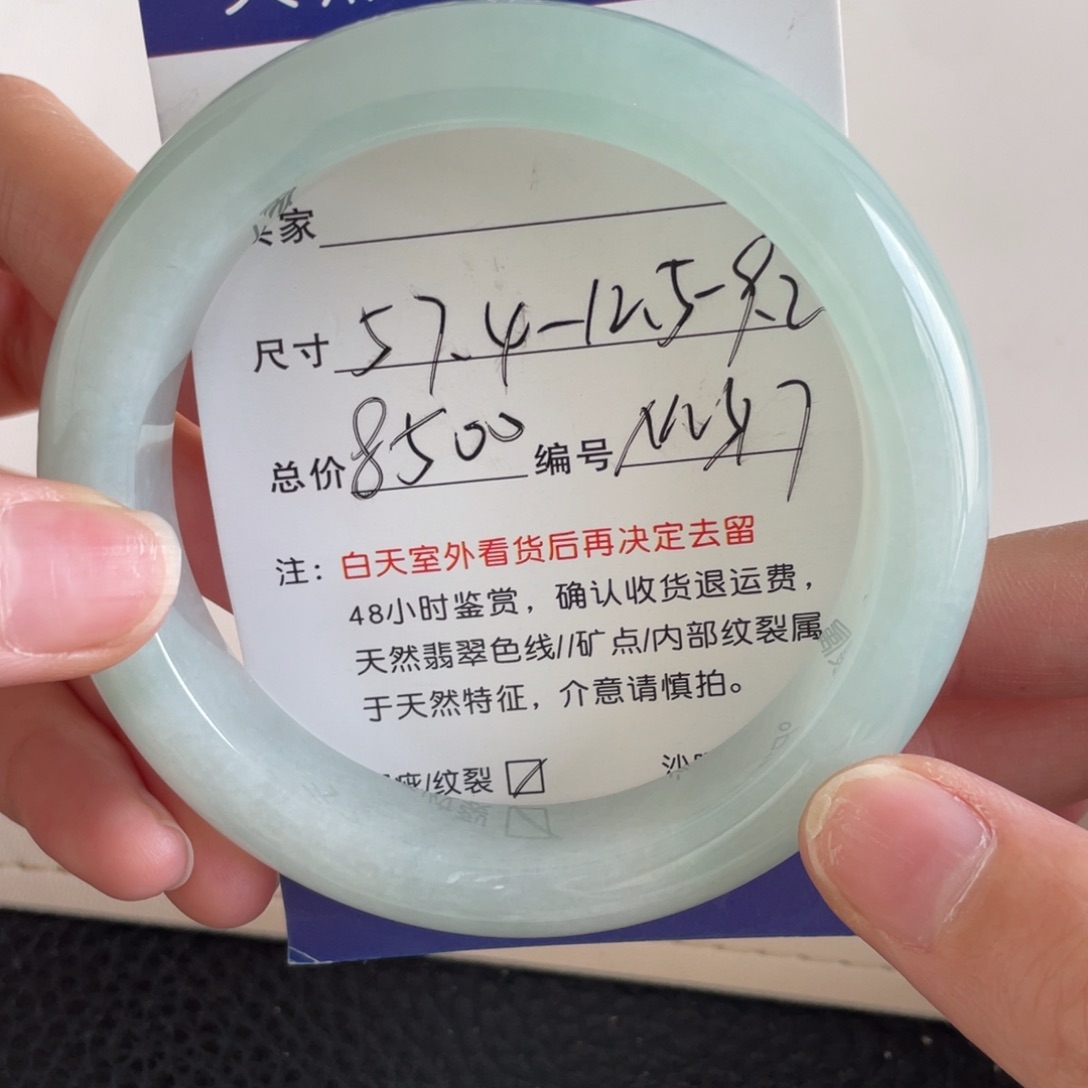 家
尺寸 57.4-12.5-9.2
总价 8500 编号
注：白天室外看货后再决定去留
48小时鉴赏，确认收货退运费，
天然翡翠色线//矿点/内部纹裂属
于天然特征，介意请慎拍。
/纹裂 ☑